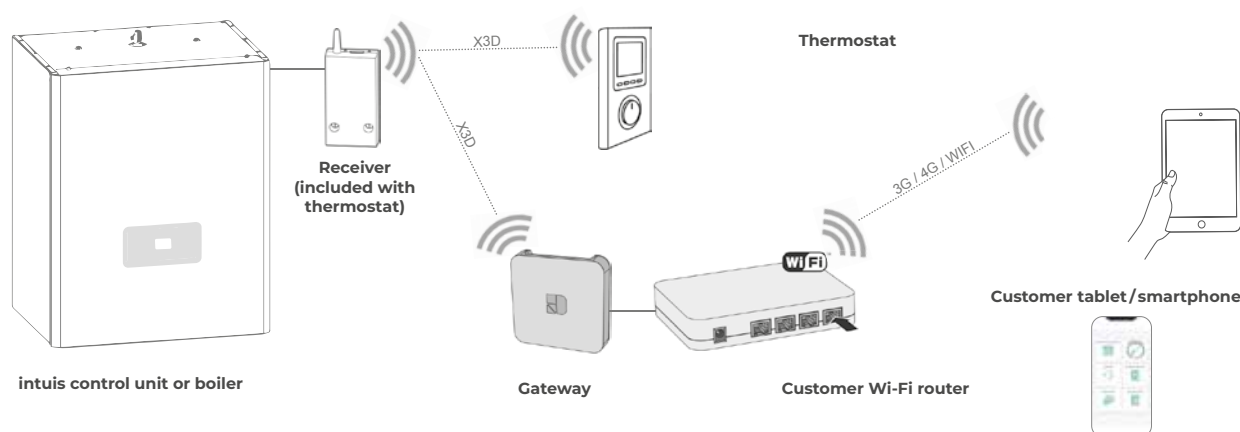 X3D
Thermostat
X3D
Receiver
(included with
thermostat)
3G / 4G / WIFI
WiFi
Customer tablet/smartphone
intuis control unit or boiler
Gateway
Customer Wi-Fi router